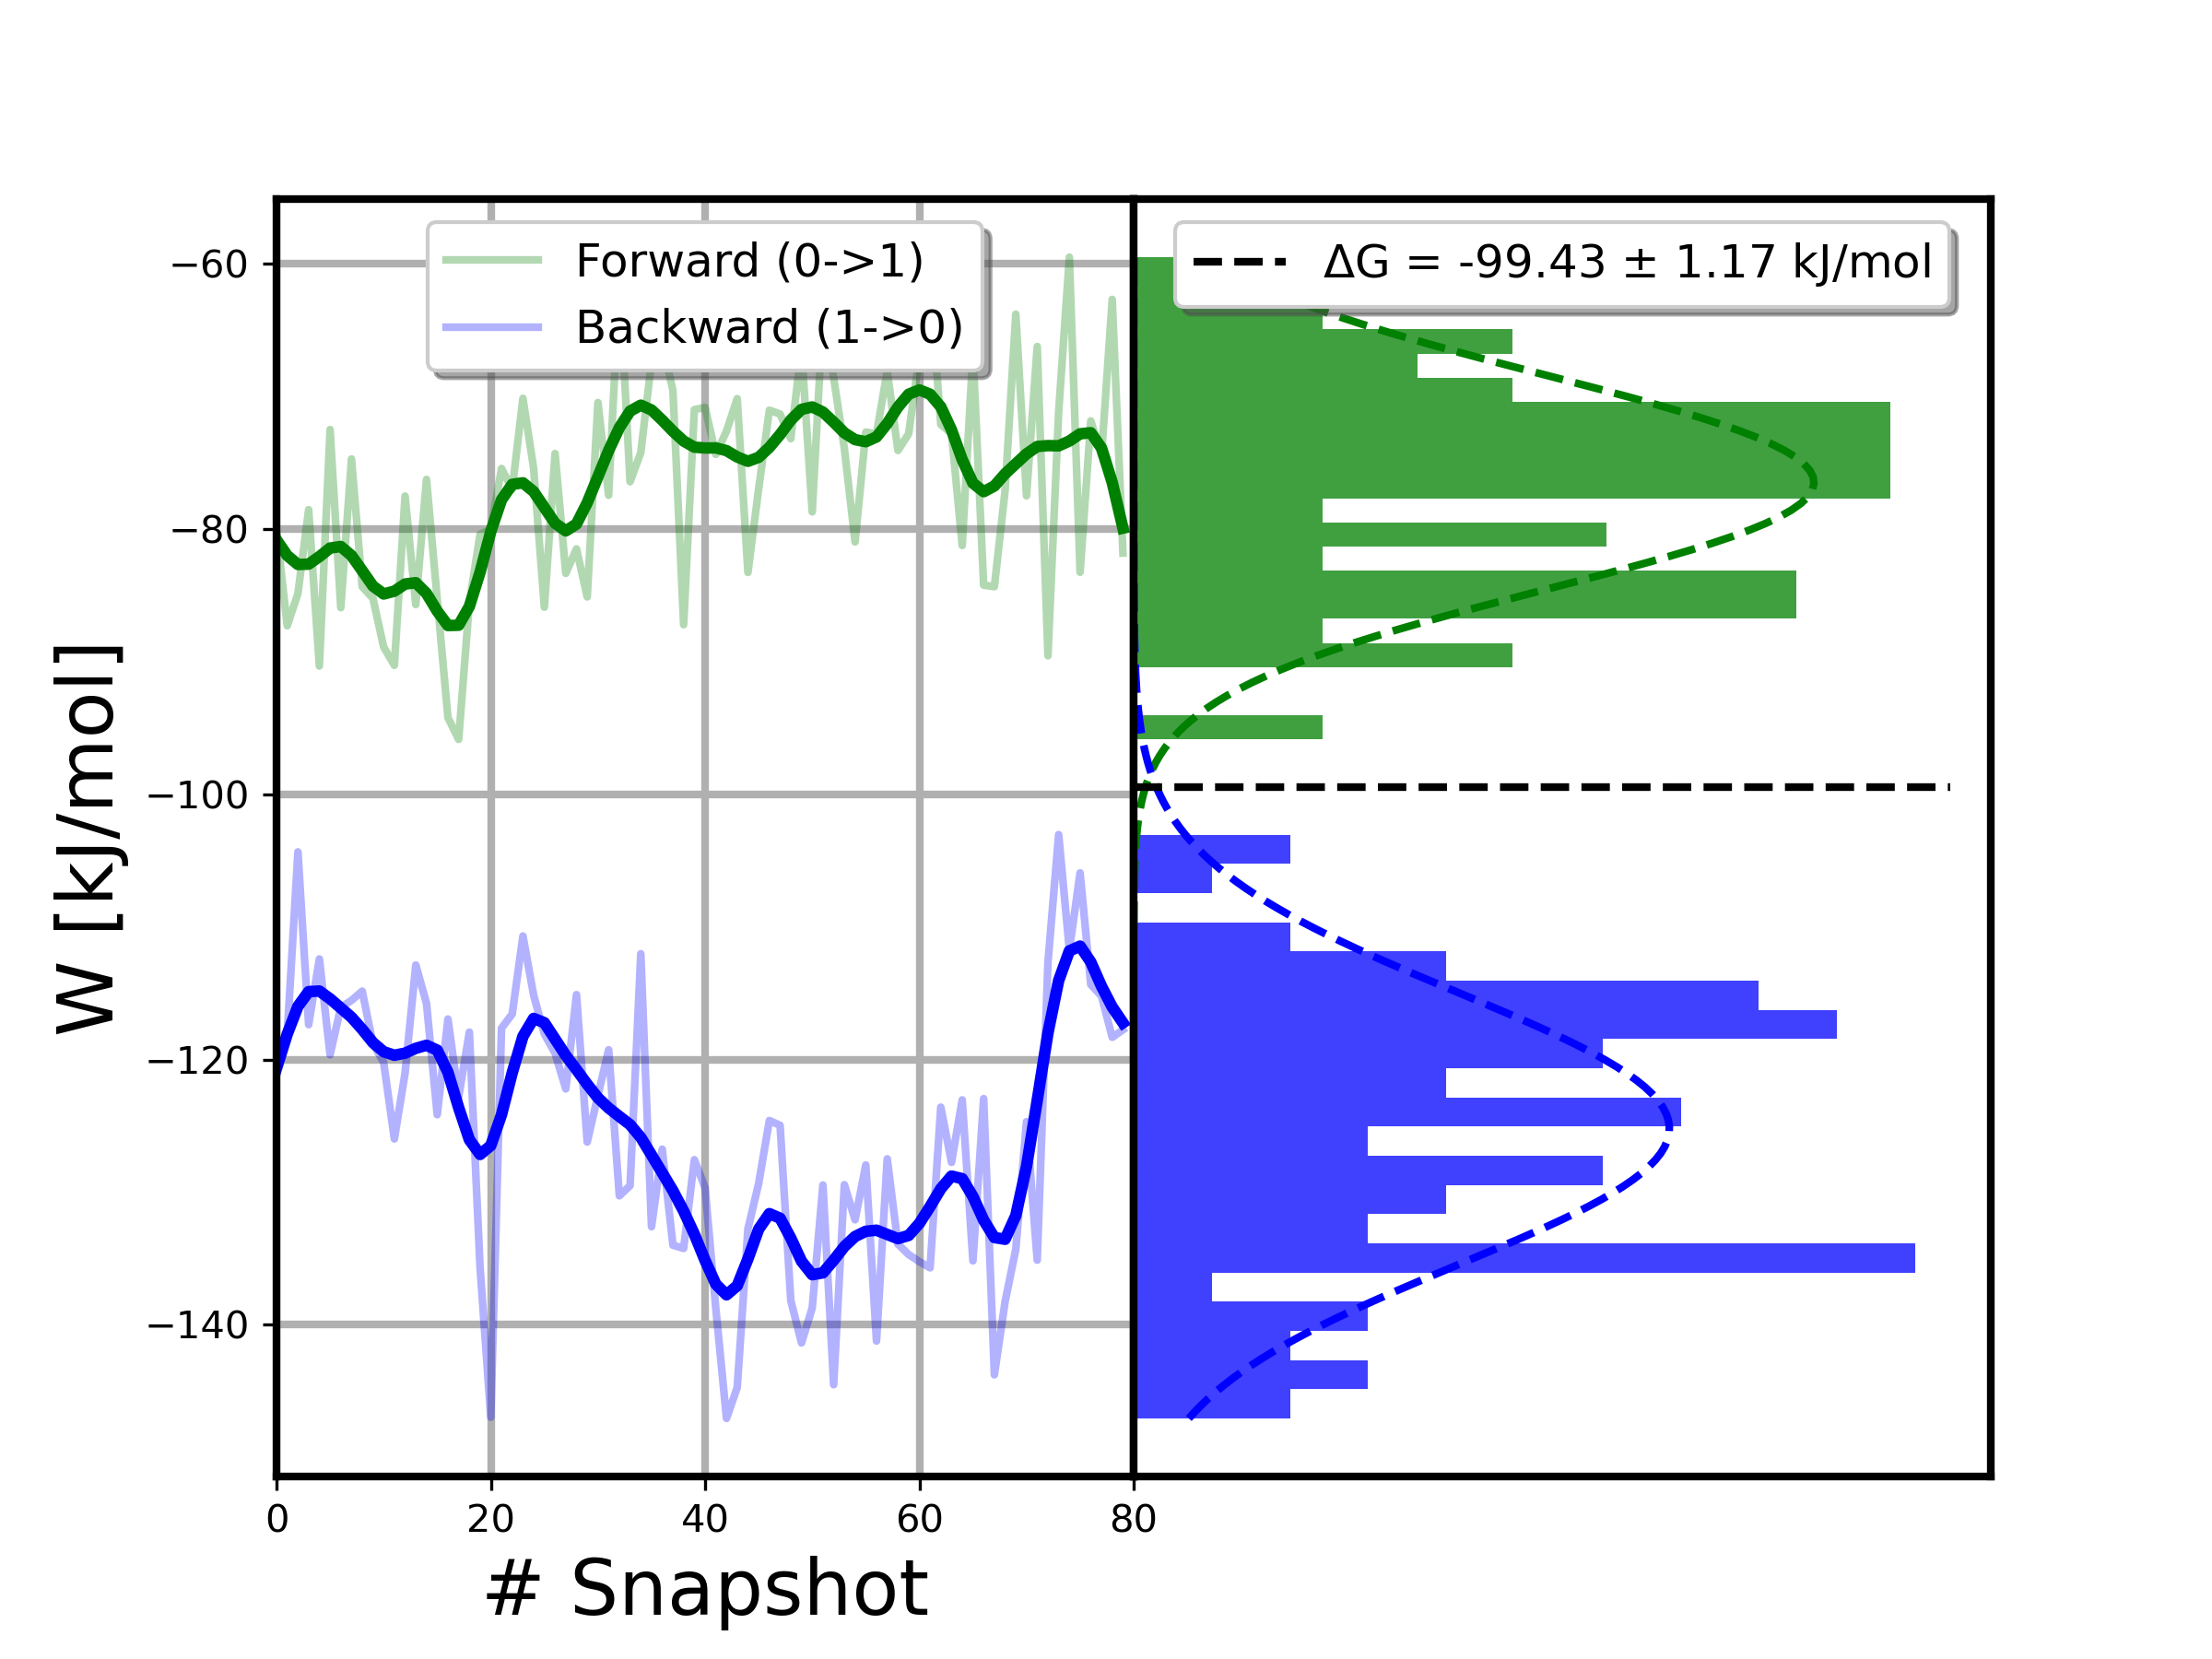 Forward (0->1)
Backward (1->0)
ΔG = -99.43 ± 1.17 kJ/mol
W [kJ/mol]
−60
−80
−100
−120
−140
0 20 40 60 80
# Snapshot